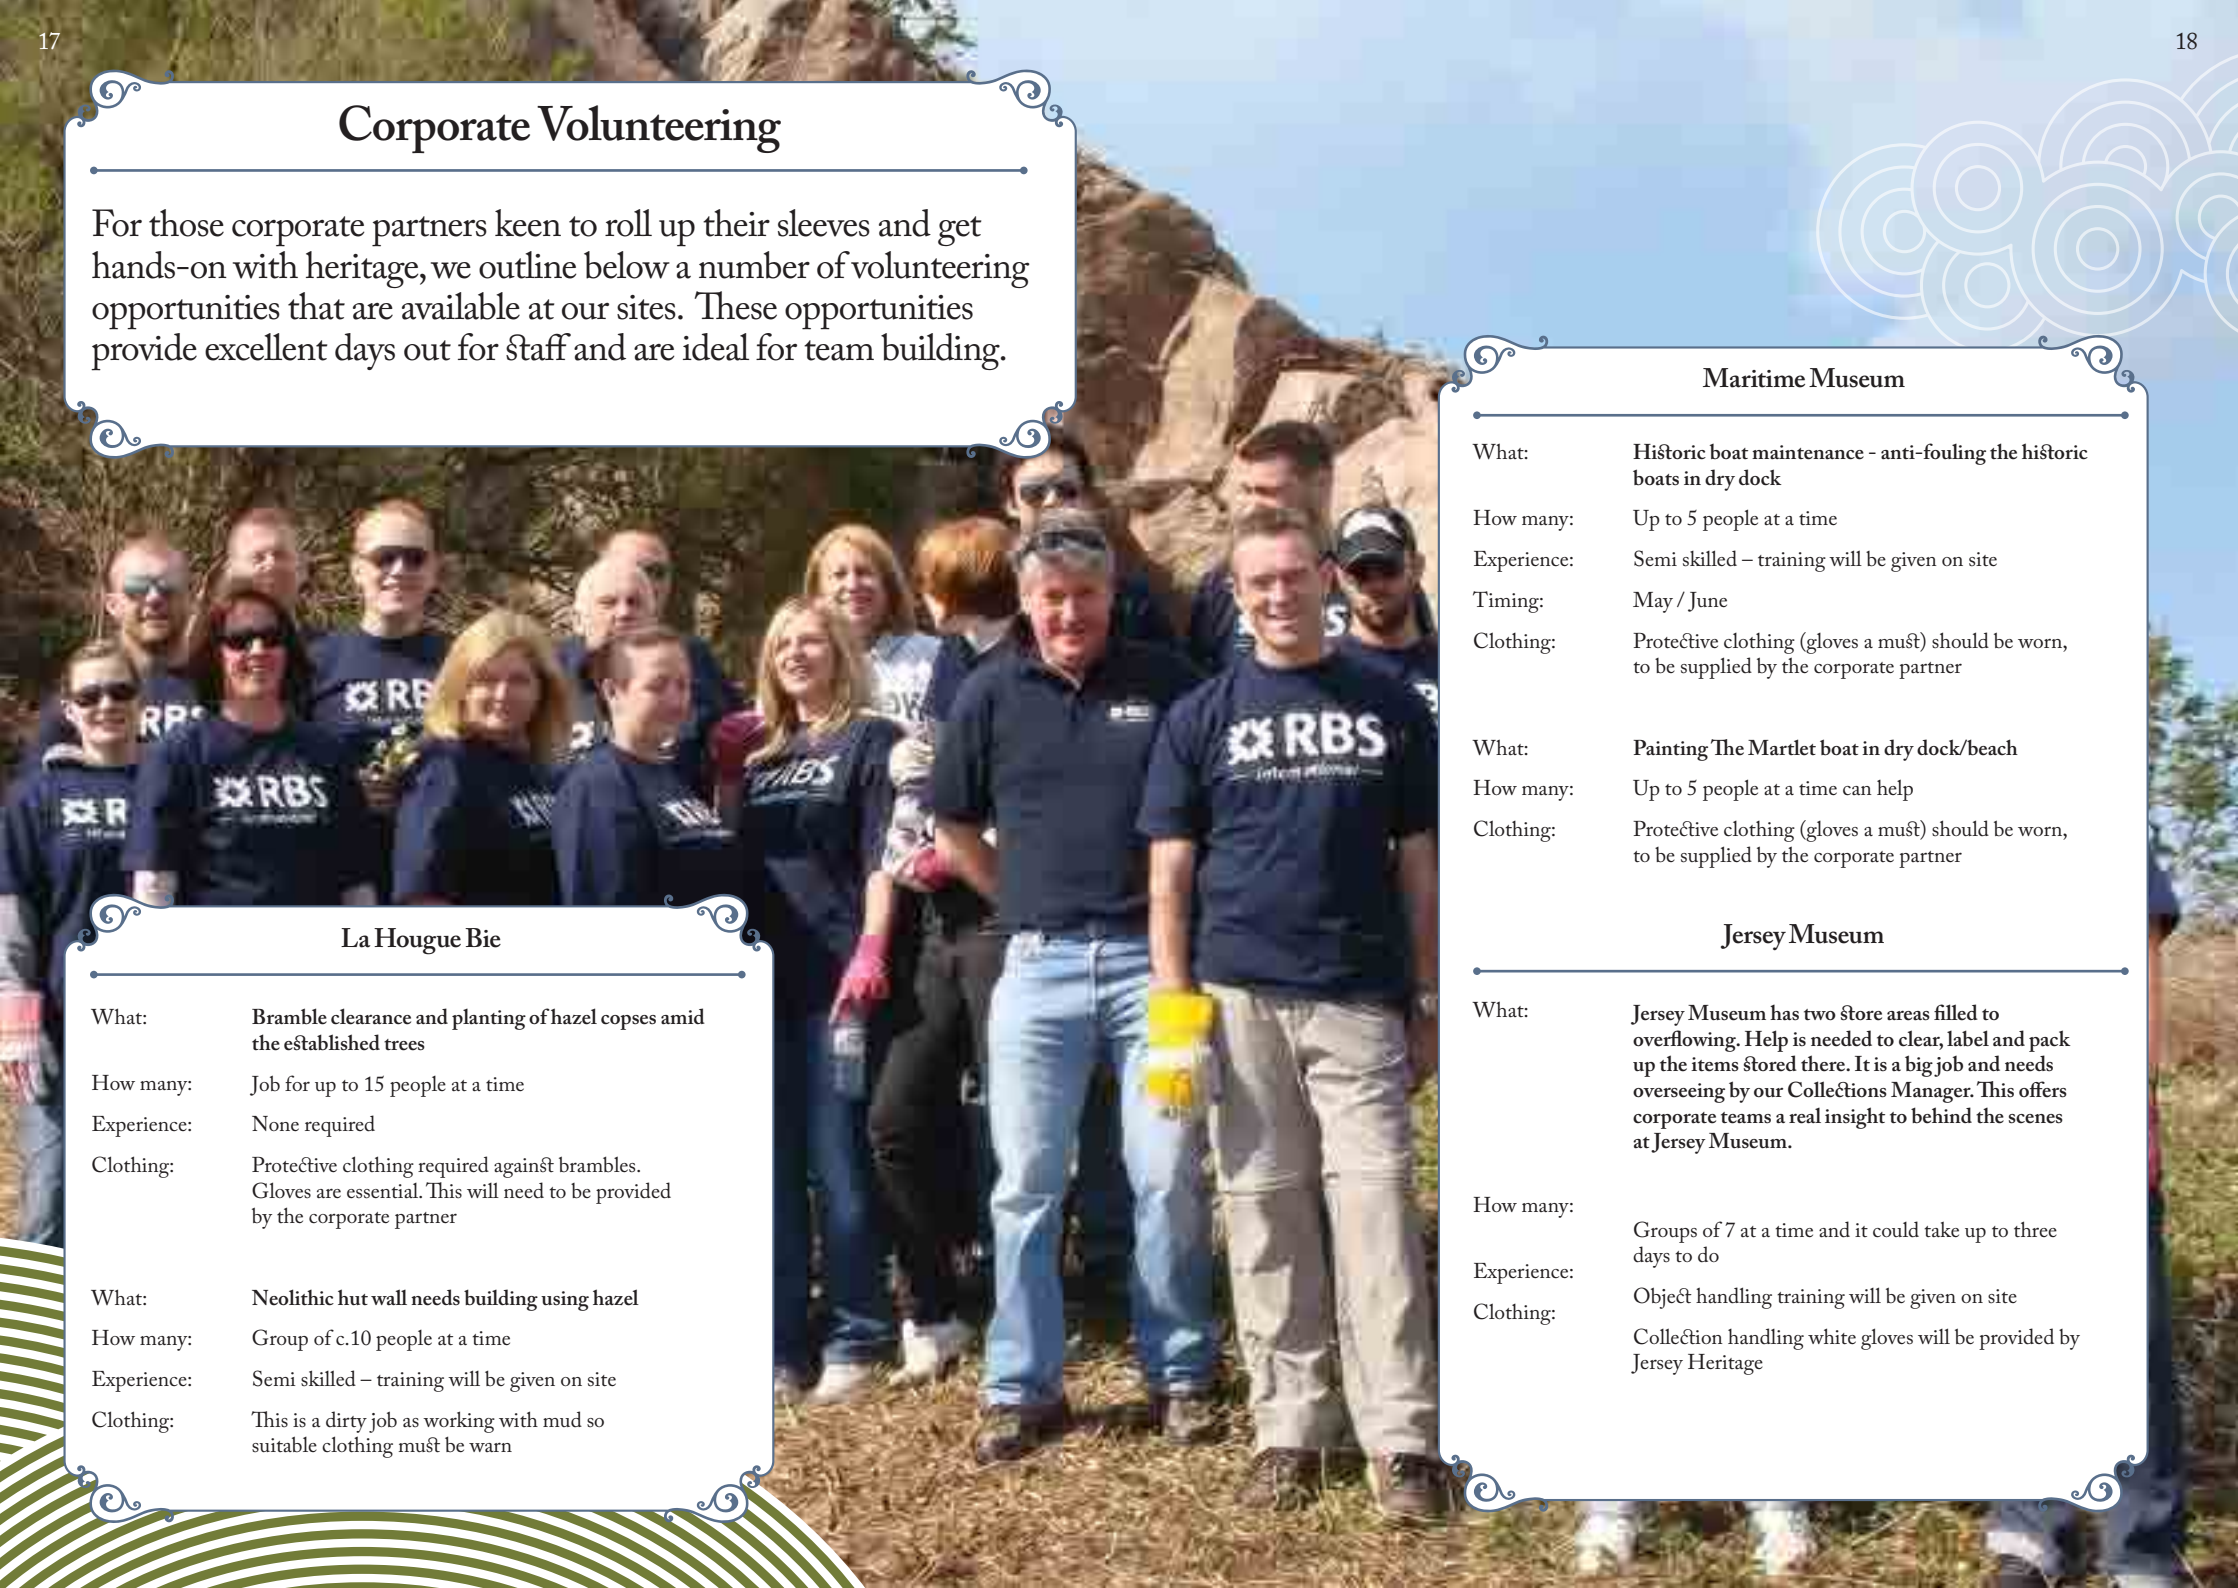 17
18
Corporate Volunteering
For those corporate partners keen to roll up their sleeves and get
hands-on with heritage, we outline below a number of volunteering
opportunities that are available at our sites. These opportunities
provide excellent days out for staff and are ideal for team building.
La Hougue Bie
What: Bramble clearance and planting of hazel copses amid
the established trees
How many: Job for up to 15 people at a time
Experience: None required
Clothing: Protective clothing required against brambles.
Gloves are essential. This will need to be provided
by the corporate partner
What: Neolithic hut wall needs building using hazel
How many: Group of c.10 people at a time
Experience: Semi skilled – training will be given on site
Clothing: This is a dirty job as working with mud so
suitable clothing must be warn
Maritime Museum
What: Historic boat maintenance - anti-fouling the historic
boats in dry dock
How many: Up to 5 people at a time
Experience: Semi skilled – training will be given on site
Timing: May / June
Clothing: Protective clothing (gloves a must) should be worn,
to be supplied by the corporate partner
What: Painting The Martlet boat in dry dock/beach
How many: Up to 5 people at a time can help
Clothing: Protective clothing (gloves a must) should be worn,
to be supplied by the corporate partner
Jersey Museum
What: Jersey Museum has two store areas filled to
overflowing. Help is needed to clear, label and pack
up the items stored there. It is a big job and needs
overseeing by our Collections Manager. This offers
corporate teams a real insight to behind the scenes
at Jersey Museum.
How many:
Groups of 7 at a time and it could take up to three
days to do
Experience:
Object handling training will be given on site
Clothing:
Collection handling white gloves will be provided by
Jersey Heritage
RB
RBS
RBS
R
RBS
RBS
International